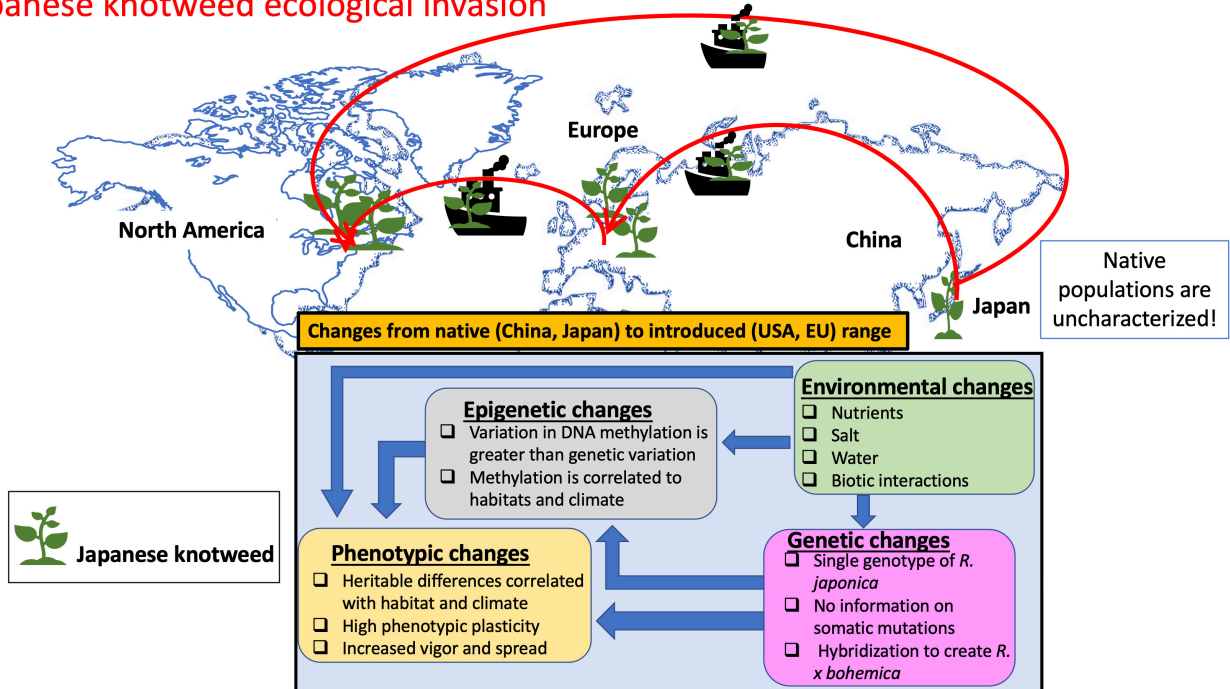 panese knotweed ecological invasion
Europe
North America
China
Japan
Native
populations are
uncharacterized!
Changes from native (China, Japan) to introduced (USA, EU) range
Environmental changes
Nutrients
Salt
Water
Biotic interactions
Epigenetic changes
Variation in DNA methylation is
greater than genetic variation
Methylation is correlated to
habitats and climate
Japanese knotweed
Phenotypic changes
Heritable differences correlated
with habitat and climate
High phenotypic plasticity
Increased vigor and spread
Genetic changes
Single genotype of R.
japonica
No information on
somatic mutations
Hybridization to create R.
x bohemica